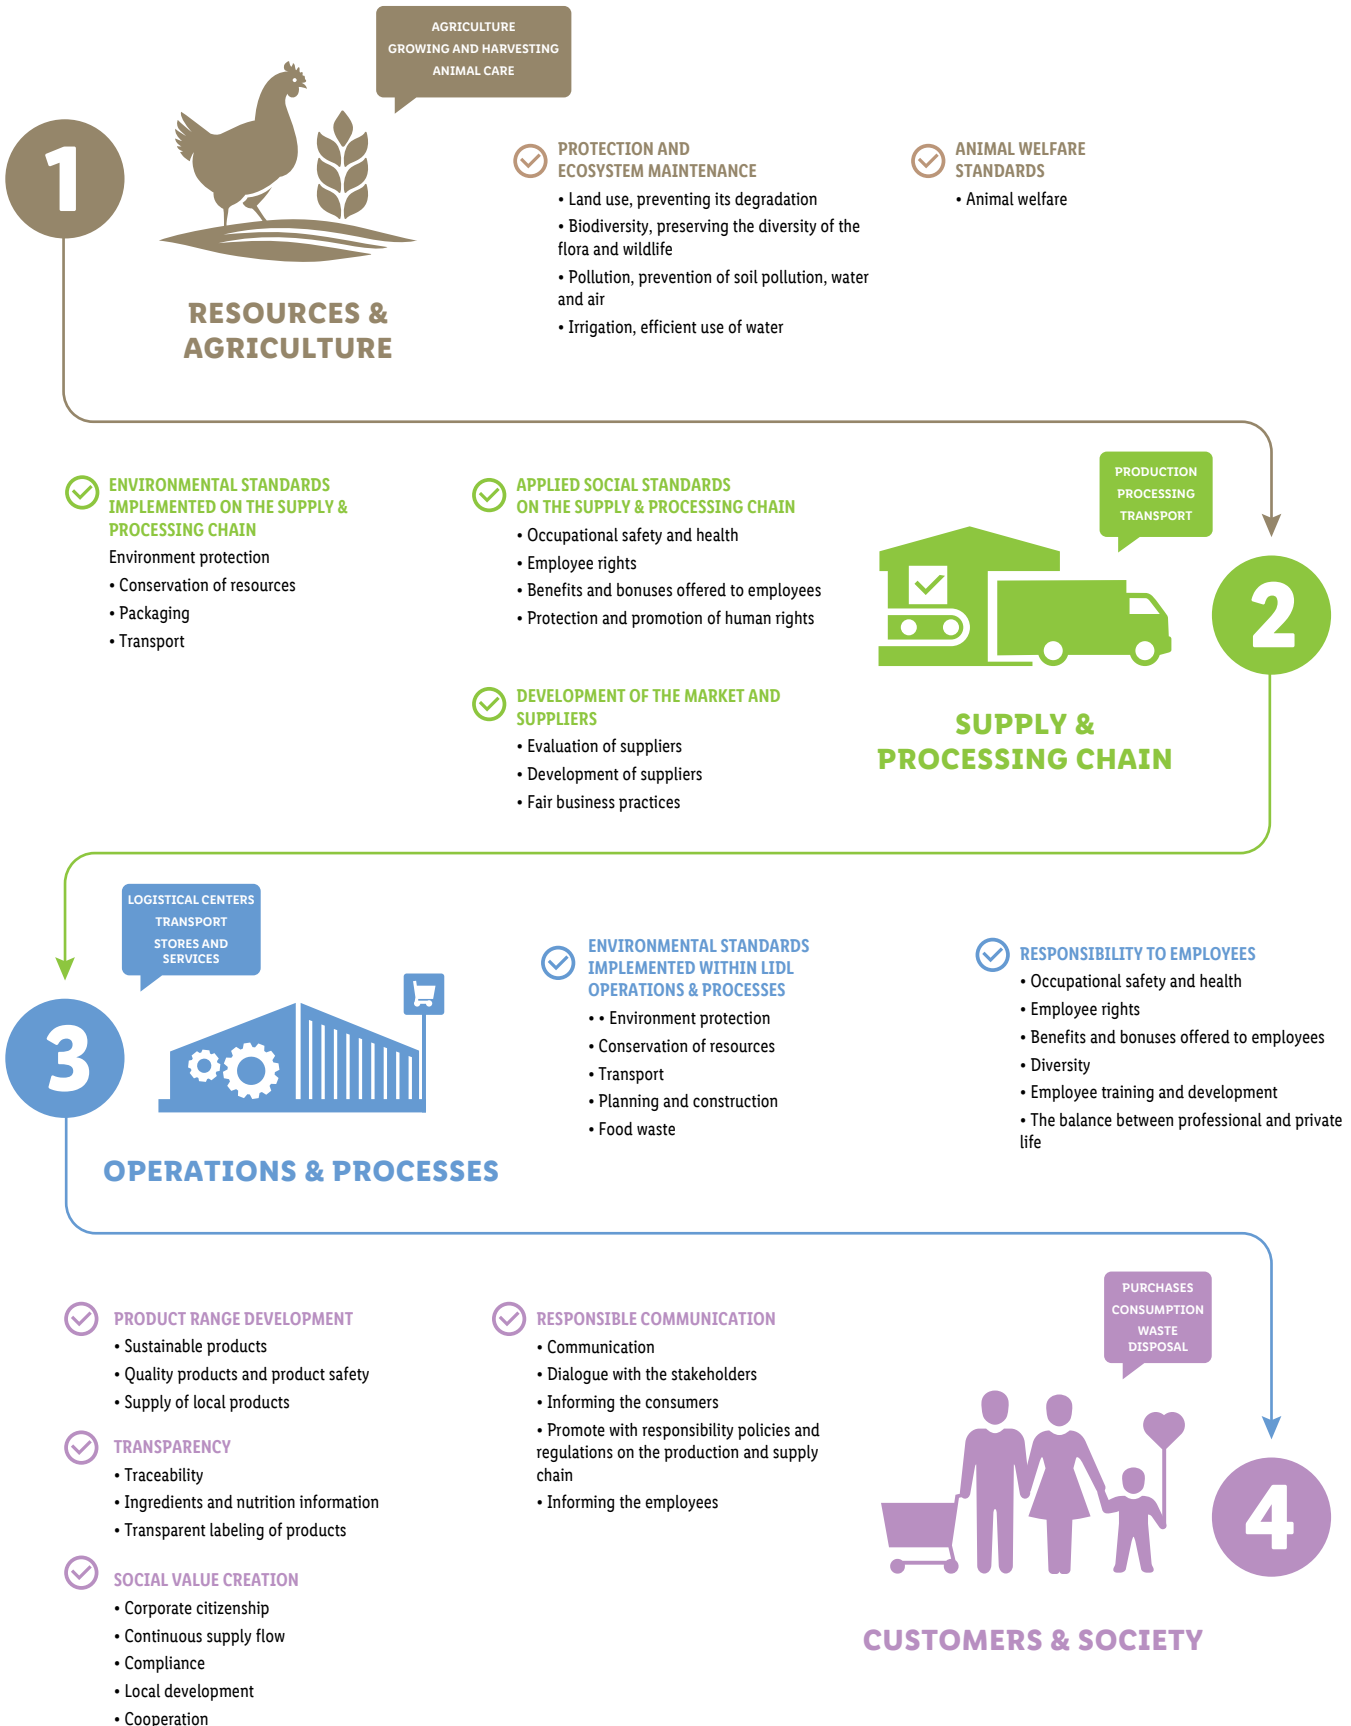 AGRICULTURE
GROWING AND HARVESTING
ANIMAL CARE
1
RESOURCES &
AGRICULTURE
PROTECTION AND
ECOSYSTEM MAINTENANCE
• Land use, preventing its degradation
• Biodiversity, preserving the diversity of the
flora and wildlife
• Pollution, prevention of soil pollution, water
and air
• Irrigation, efficient use of water
ANIMAL WELFARE
STANDARDS
• Animal welfare
ENVIRONMENTAL STANDARDS
IMPLEMENTED ON THE SUPPLY &
PROCESSING CHAIN
Environment protection
• Conservation of resources
• Packaging
• Transport
APPLIED SOCIAL STANDARDS
ON THE SUPPLY & PROCESSING CHAIN
• Occupational safety and health
• Employee rights
• Benefits and bonuses offered to employees
• Protection and promotion of human rights
DEVELOPMENT OF THE MARKET AND
SUPPLIERS
• Evaluation of suppliers
• Development of suppliers
• Fair business practices
PRODUCTION
PROCESSING
TRANSPORT
2
SUPPLY &
PROCESSING CHAIN
LOGISTICAL CENTERS
TRANSPORT
STORES AND
SERVICES
3
OPERATIONS & PROCESSES
ENVIRONMENTAL STANDARDS
IMPLEMENTED WITHIN LIDL
OPERATIONS & PROCESSES
• • Environment protection
• Conservation of resources
• Transport
• Planning and construction
• Food waste
RESPONSIBILITY TO EMPLOYEES
• Occupational safety and health
• Employee rights
• Benefits and bonuses offered to employees
• Diversity
• Employee training and development
• The balance between professional and private
life
PRODUCT RANGE DEVELOPMENT
• Sustainable products
• Quality products and product safety
• Supply of local products
TRANSPARENCY
• Traceability
• Ingredients and nutrition information
• Transparent labeling of products
SOCIAL VALUE CREATION
• Corporate citizenship
• Continuous supply flow
• Compliance
• Local development
• Cooperation
RESPONSIBLE COMMUNICATION
• Communication
• Dialogue with the stakeholders
• Informing the consumers
• Promote with responsibility policies and
regulations on the production and supply
chain
• Informing the employees
PURCHASES
CONSUMPTION
WASTE
DISPOSAL
4
CUSTOMERS & SOCIETY